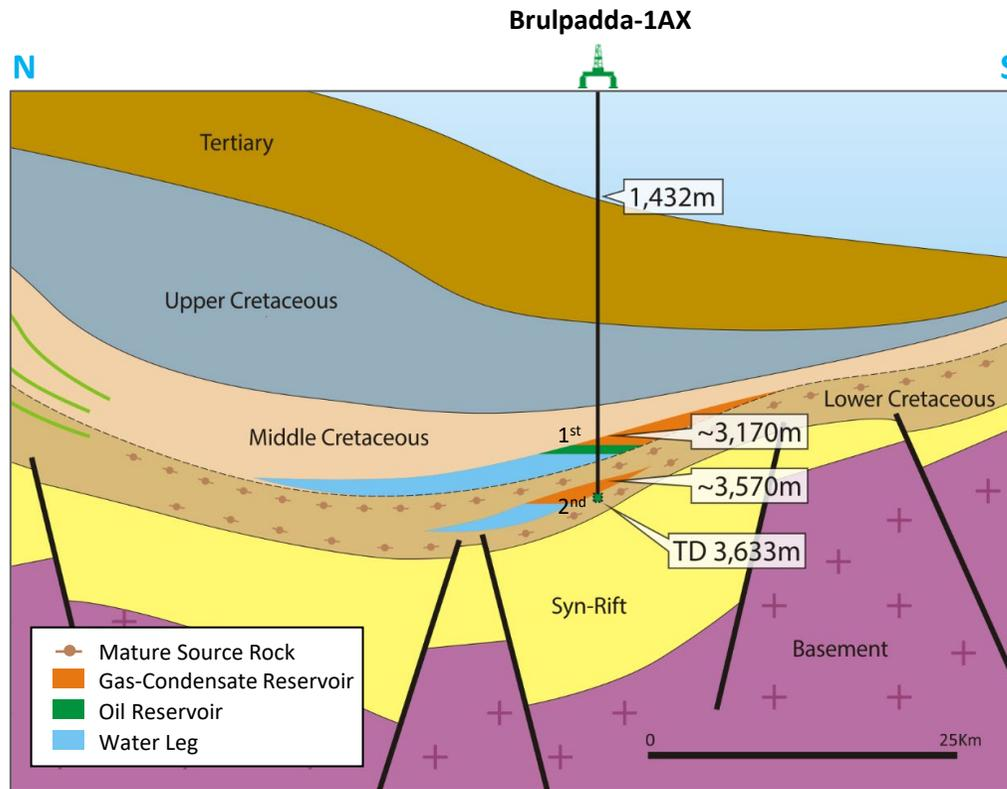 Brulpadda-1AX
N
S
Tertiary
1,432m
Upper Cretaceous
Lower Cretaceous
Middle Cretaceous
1st
~3,170m
2nd
~3,570m
TD 3,633m
Syn-Rift
Basement
Mature Source Rock
Gas-Condensate Reservoir
Oil Reservoir
Water Leg
0 25Km